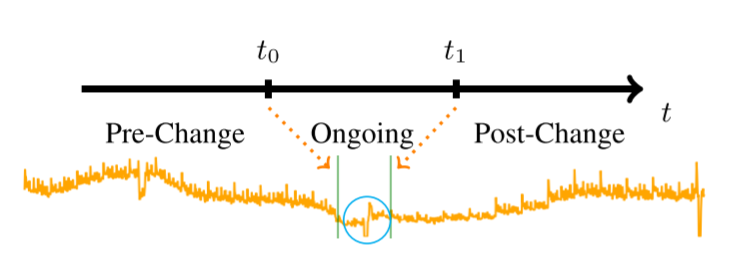 t₀ t₁
t
Pre-Change Ongoing Post-Change